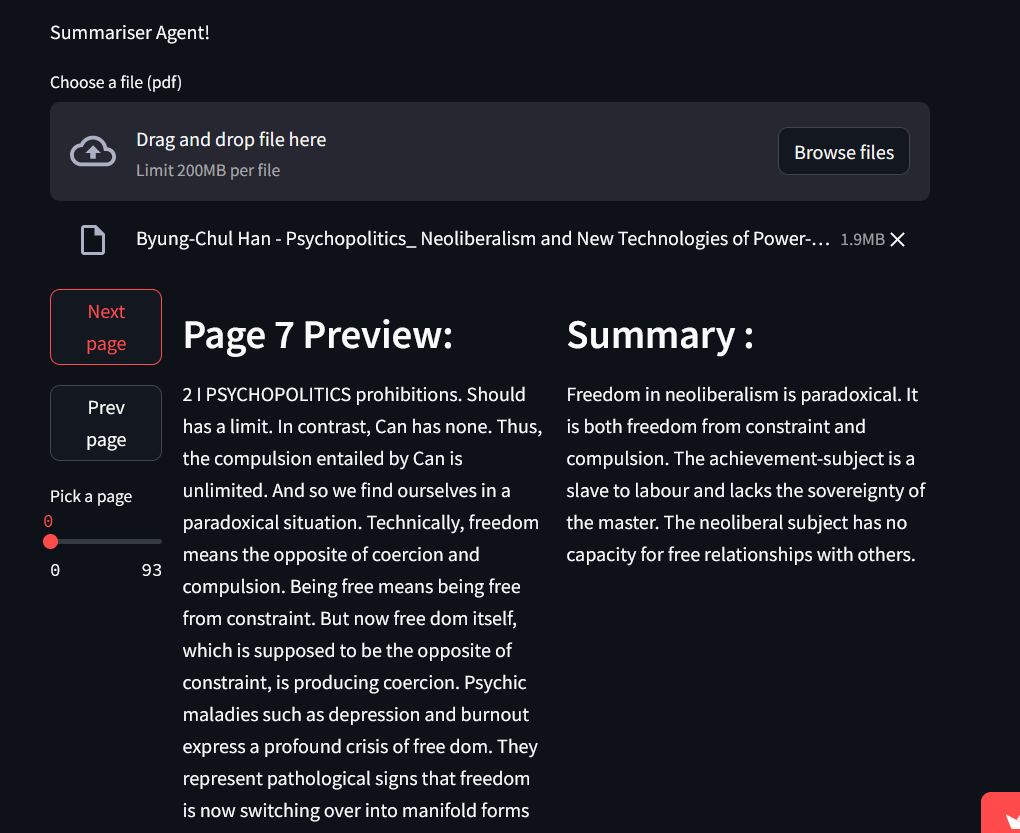 Summariser Agent!
Choose a file (pdf)
Drag and drop file here
Limit 200MB per file
Browse files
Byung-Chul Han - Psychopolitics_ Neoliberalism and New Technologies of Power-... 1.9MB
Next
page
Prev
page
Pick a page
0
0 93
Page 7 Preview:
2 I PSYCHOPOLITICS prohibitions. Should
has a limit. In contrast, Can has none. Thus,
the compulsion entailed by Can is
unlimited. And so we find ourselves in a
paradoxical situation. Technically, freedom
means the opposite of coercion and
compulsion. Being free means being free
from constraint. But now free dom itself,
which is supposed to be the opposite of
constraint, is producing coercion. Psychic
maladies such as depression and burnout
express a profound crisis of free dom. They
represent pathological signs that freedom
is now switching over into manifold forms
Summary :
Freedom in neoliberalism is paradoxical. It
is both freedom from constraint and
compulsion. The achievement-subject is a
slave to labour and lacks the sovereignty of
the master. The neoliberal subject has no
capacity for free relationships with others.